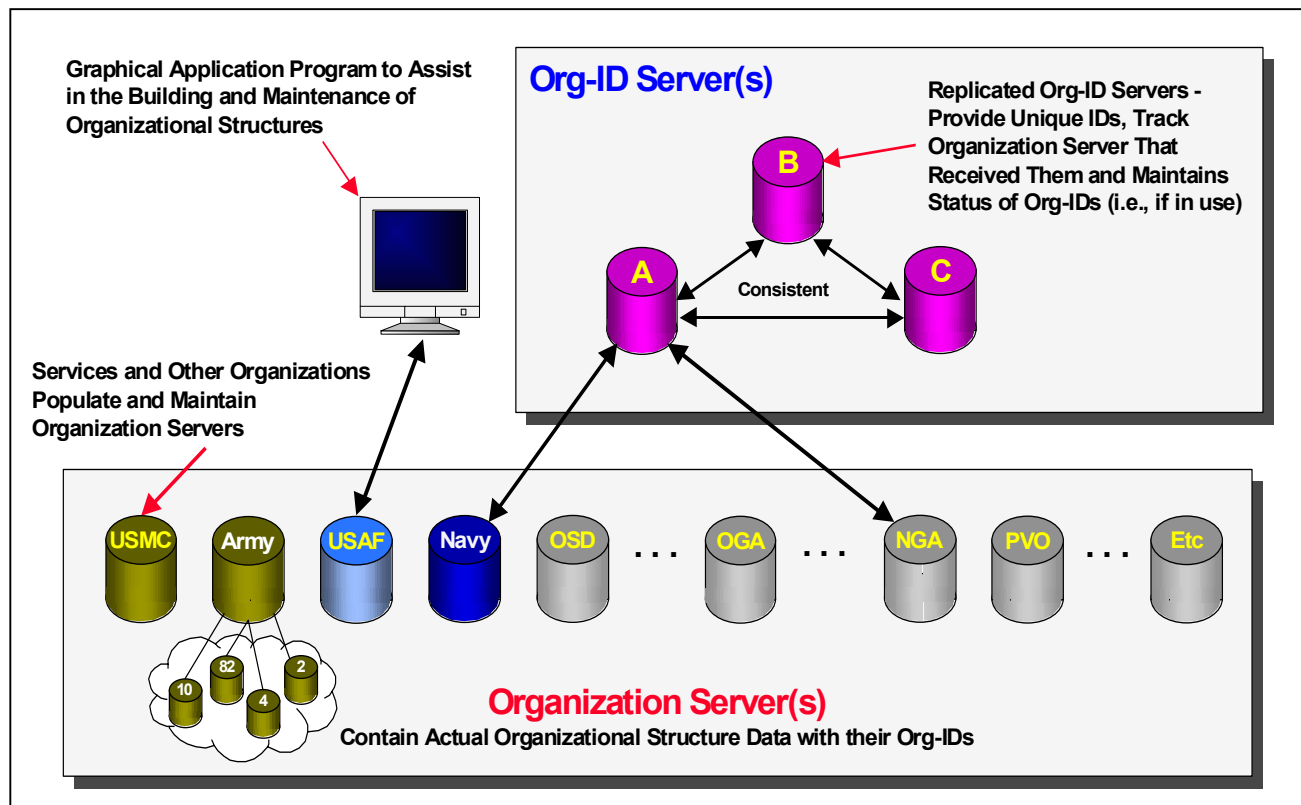 Graphical Application Program to Assist
in the Building and Maintenance of
Organizational Structures
Org-ID Server(s)
Replicated Org-ID Servers -
Provide Unique IDs, Track
Organization Server That
Received Them and Maintains
Status of Org-IDs (i.e., if in use)
B
A
C
Consistent
Services and Other Organizations
Populate and Maintain
Organization Servers
USMC Army USAF Navy OSD . . . OGA . . . NGA PVO . . . Etc
10 82 4 2
Organization Server(s)
Contain Actual Organizational Structure Data with their Org-IDs